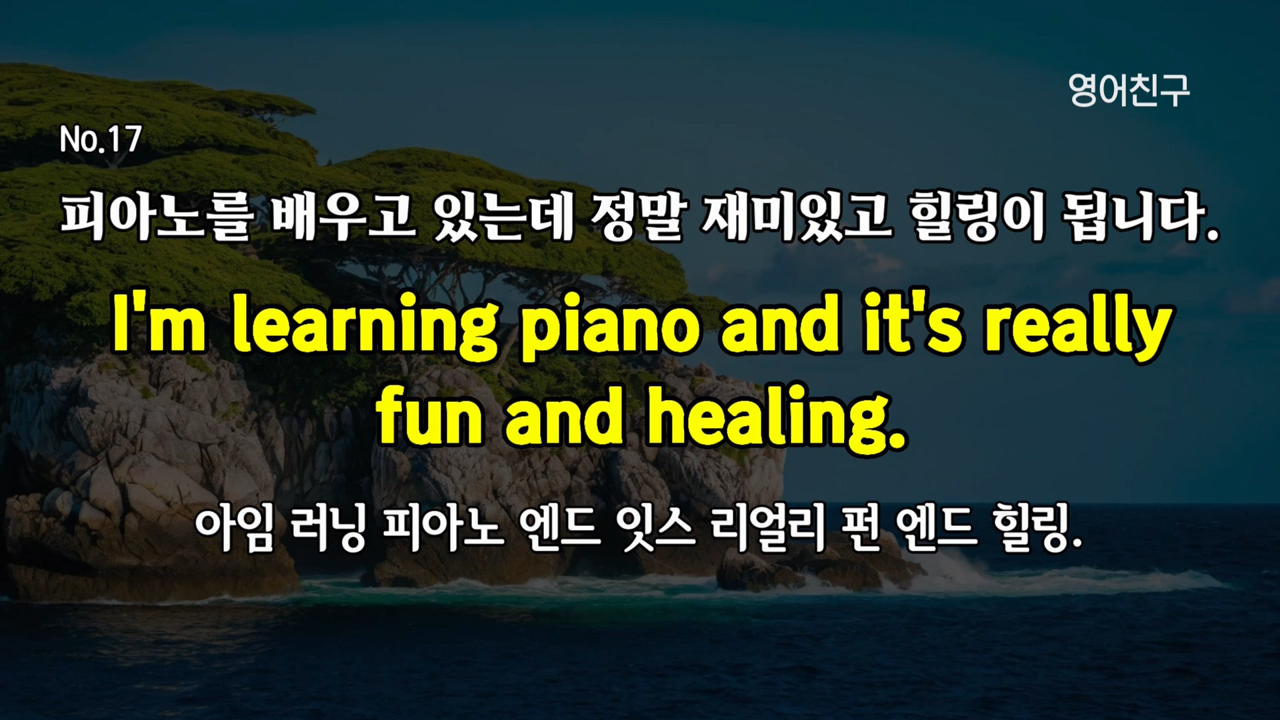 영어친구
No.17
피아노를 배우고 있는데 정말 재미있고 힐링이 됩니다.
I'm learning piano and it's really
fun and healing.
아임 러닝 피아노 엔드 잇스 리얼리 펀 엔드 힐링.